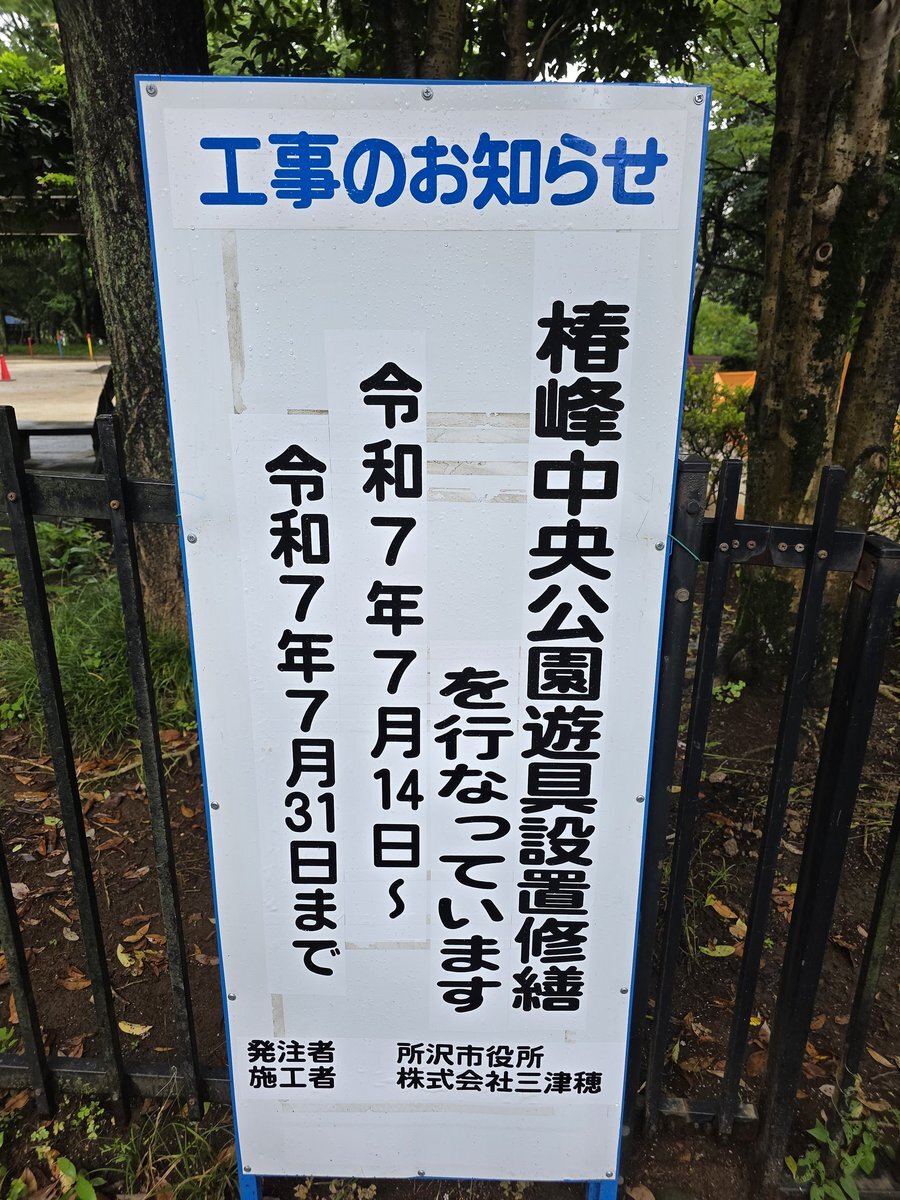 工事のお知らせ
椿峰中央公園遊具設置修繕
を行なっています
令和7年7月14日～
令和7年7月31日まで
発注者 所沢市役所
施工者 株式会社三津穂